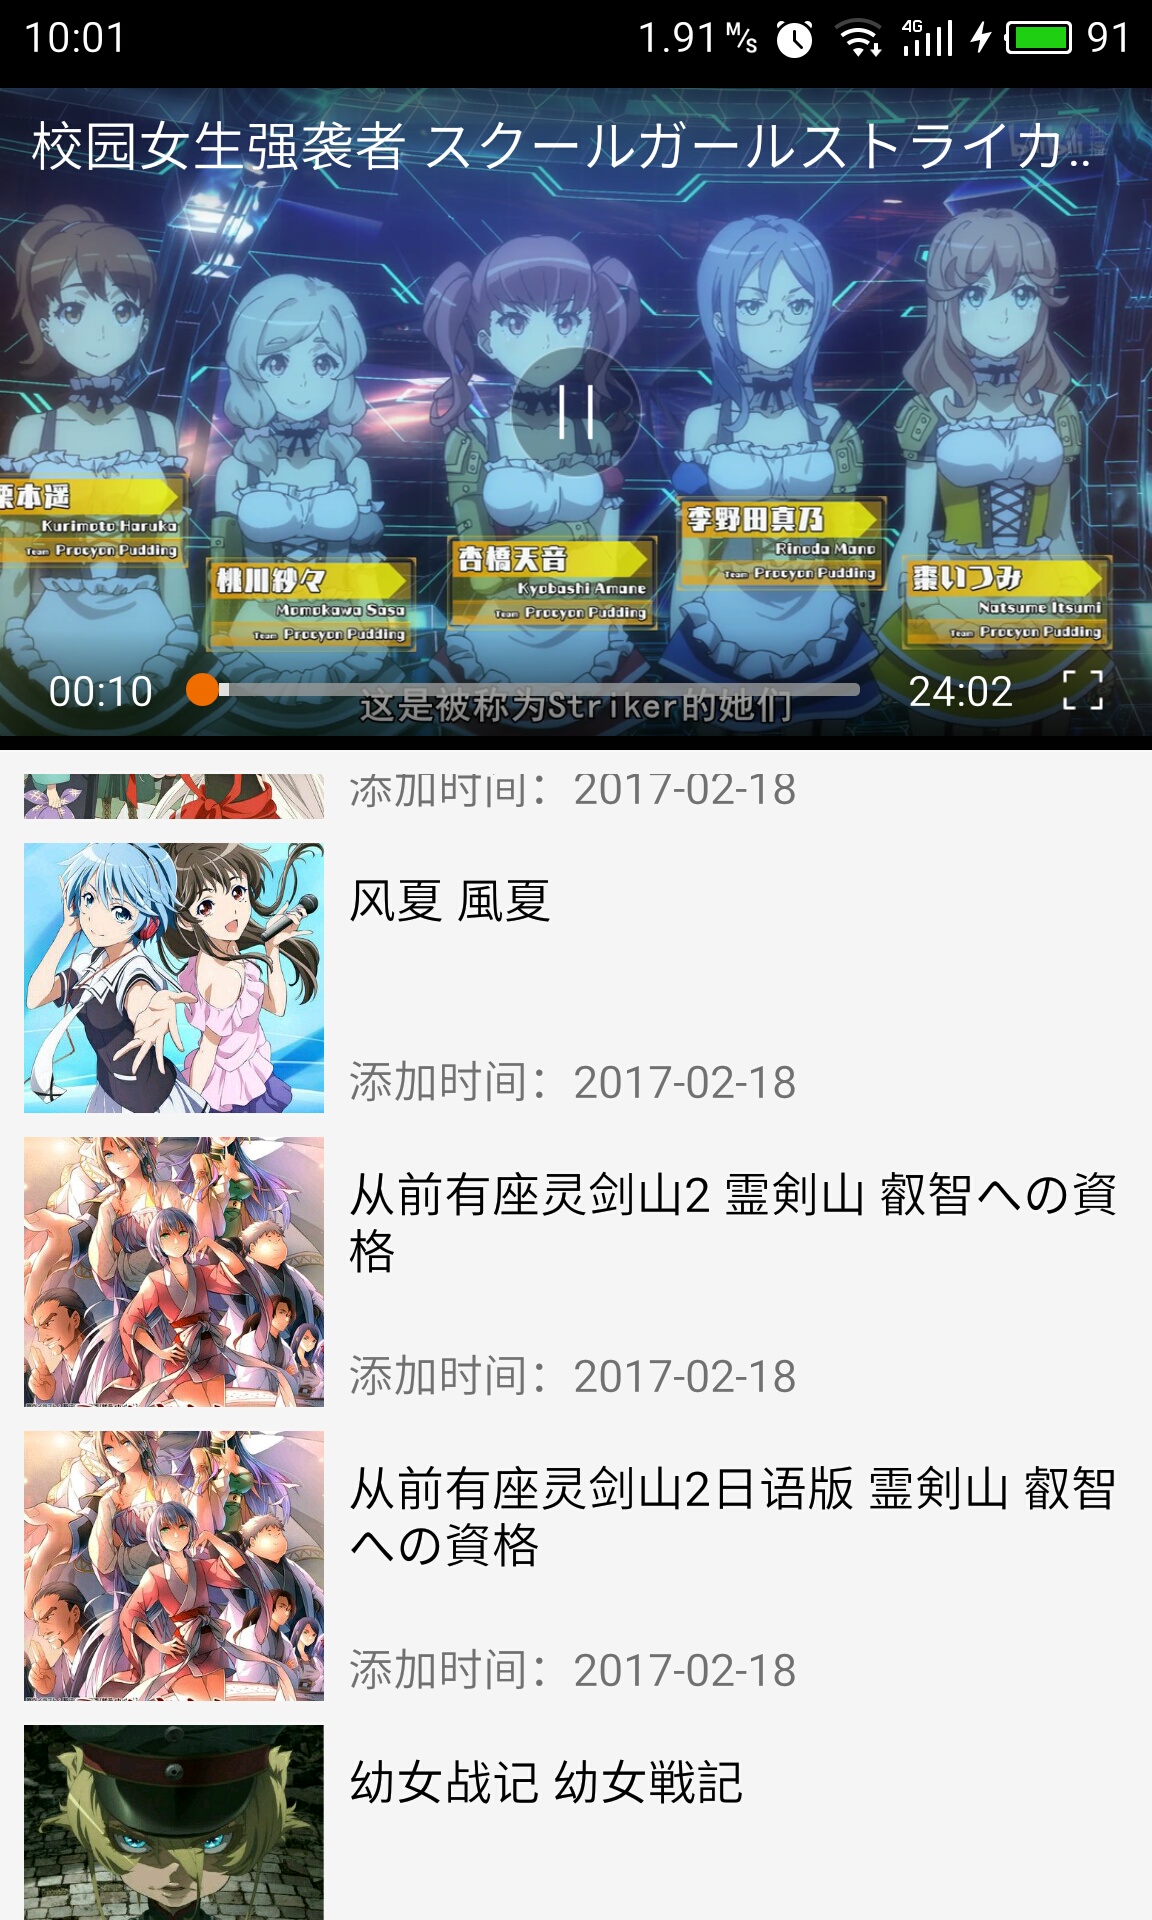 10:01
1.91 M/s 4G 91
校园女生强袭者 スクールガールストライカ..
栗本遥
Kurimoto Haruka
Team Procyon Pudding
桃川紗々
Momokawa Sasa
Team Procyon Pudding
杏橋天音
Kyobashi Amane
Team Procyon Pudding
李野田真乃
Rinoda Mano
Team Procyon Pudding
棗いつみ
Natsume Itsumi
Team Procyon Pudding
00:10
24:02
这是被称为Striker的她们
添加时间：2017-02-18
风夏 風夏
添加时间：2017-02-18
从前有座灵剑山2 霊剣山 叡智への資
格
添加时间：2017-02-18
从前有座灵剑山2日语版 霊剣山 叡智
への資格
添加时间：2017-02-18
幼女战记 幼女戦記